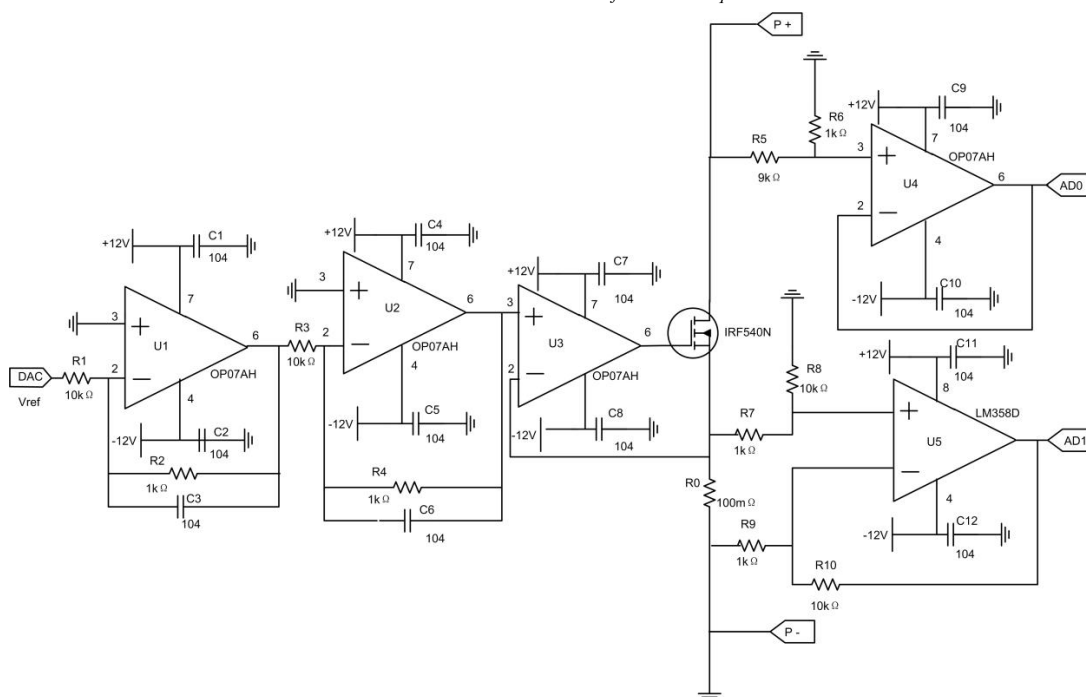 P +
C9
+12V
104
R6
1kΩ
7
R5
3
OP07AH
9kΩ
U4
6
AD0
2
4
C10
-12V
104
C1
+12V
104
7
3
U1
6
R1
2
OP07AH
DAC
10kΩ
Vref
4
-12V
C2
104
R2
1kΩ
C3
104
C4
+12V
104
7
3
U2
6
R3
2
10kΩ
OP07AH
4
C5
-12V
104
R4
1kΩ
C6
104
C7
+12V
104
7
3
U3
6
2
OP07AH
4
C8
-12V
104
IRF540N
R8
10kΩ
R7
1kΩ
R0
100mΩ
R9
1kΩ
C11
+12V
104
8
LM358D
U5
AD1
4
C12
-12V
104
R10
10kΩ
P -